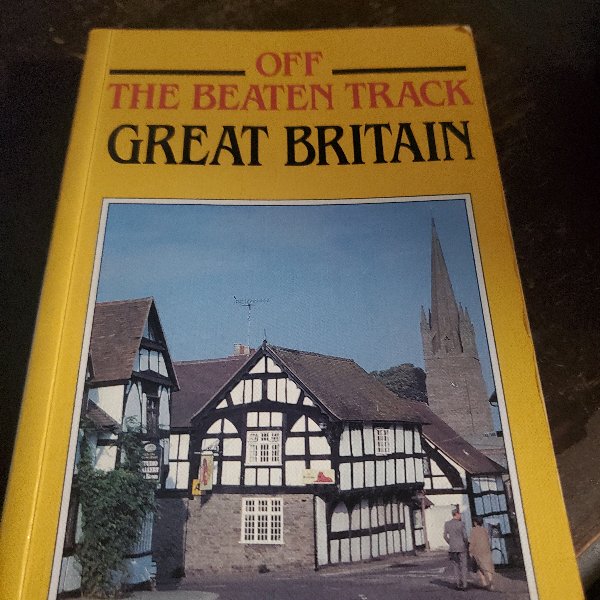 OFF
THE BEATEN TRACK
GREAT BRITAIN